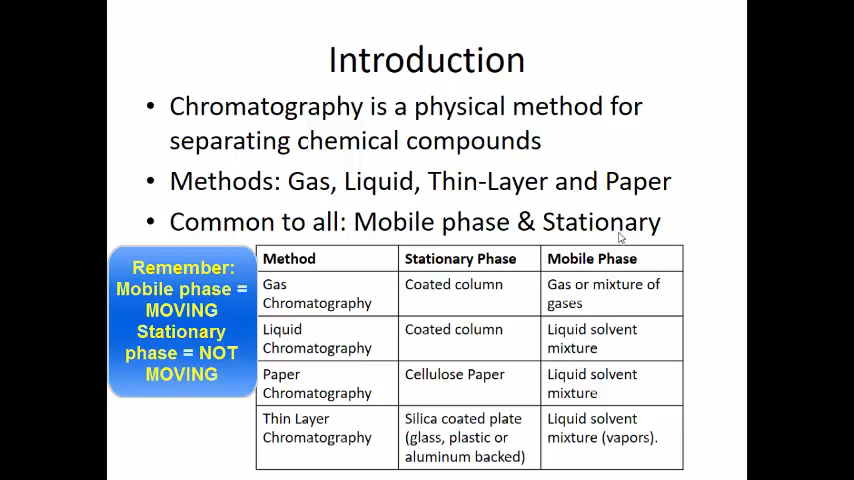 Introduction
• Chromatography is a physical method for
separating chemical compounds
• Methods: Gas, Liquid, Thin-Layer and Paper
• Common to all: Mobile phase & Stationary
Remember:
Mobile phase =
MOVING
Stationary
phase = NOT
MOVING
Method Stationary Phase Mobile Phase
Gas Coated column Gas or mixture of
Chromatography gases
Liquid Coated column Liquid solvent
Chromatography mixture
Paper Cellulose Paper Liquid solvent
Chromatography mixture
Thin Layer Silica coated plate Liquid solvent
Chromatography (glass, plastic or mixture (vapors).
aluminum backed)